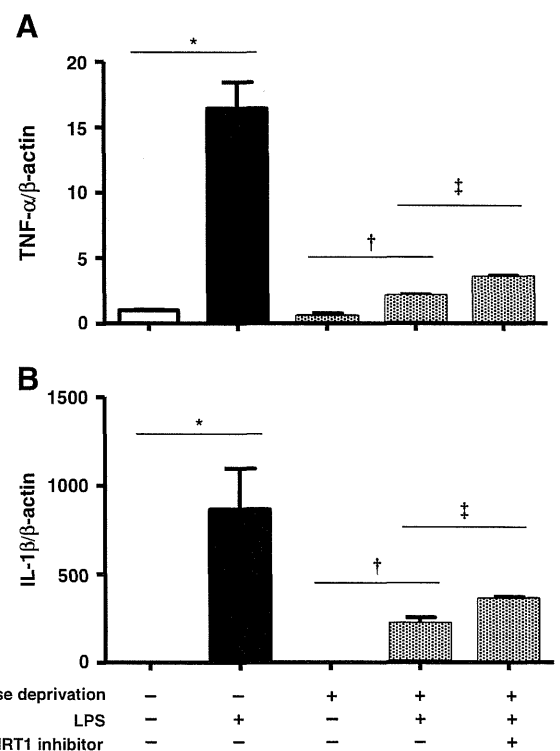 A
*
20
15
10
5
0
TNF-α/β-actin
†
‡
B
*
1500
1000
500
0
IL-1β/β-actin
†
‡
se deprivation − − + + +
LPS − + − + +
IRT1 inhibitor − − − − +